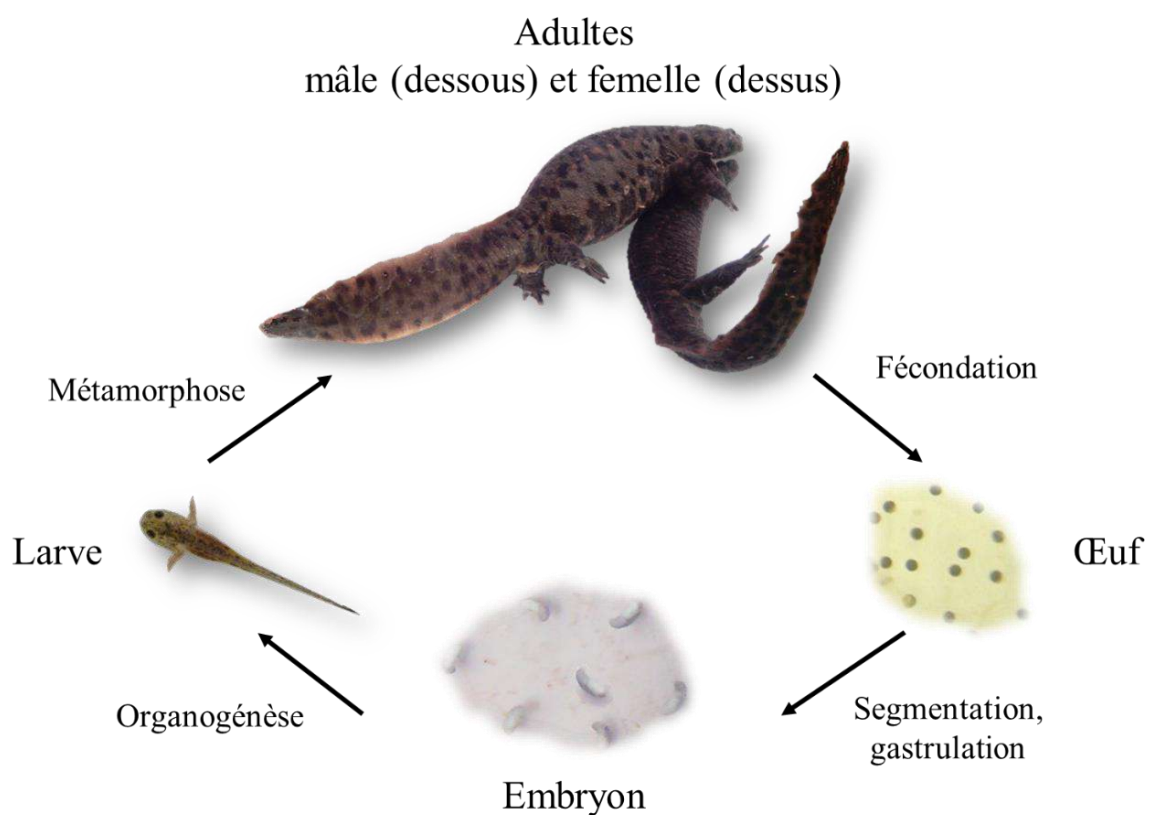 Adultes
mâle (dessous) et femelle (dessus)
Fécondation
Métamorphose
Larve
Œuf
Organogénèse
Segmentation,
gastrulation
Embryon